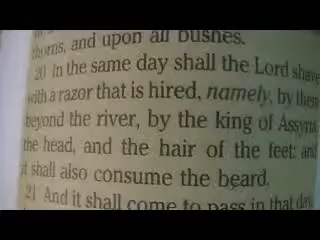 thorns, and upon all bushes.
20 In the same day shall the Lord shave
with a razor that is hired, namely, by them
beyond the river, by the king of Assyria,
the head, and the hair of the feet: and
it shall also consume the beard.
21 And it shall come to pass in that day,